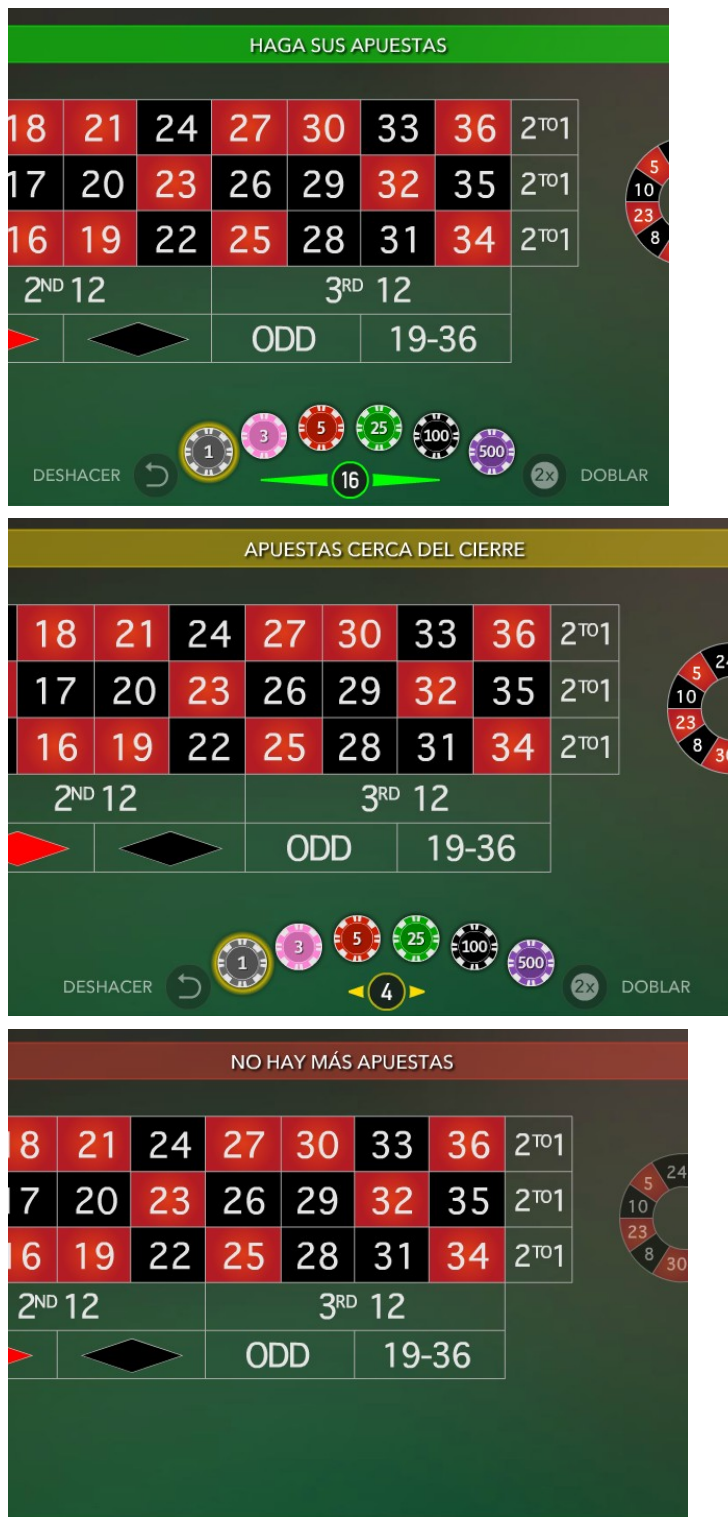 HAGA SUS APUESTAS
18 21 24 27 30 33 36 2TO1
17 20 23 26 29 32 35 2TO1
16 19 22 25 28 31 34 2TO1
2ND 12 3RD 12
ODD 19-36
5
10
23
8
1 3 5 25 100 500
DESHACER 16 2x DOBLAR
APUESTAS CERCA DEL CIERRE
18 21 24 27 30 33 36 2TO1
17 20 23 26 29 32 35 2TO1
16 19 22 25 28 31 34 2TO1
2ND 12 3RD 12
ODD 19-36
5
10
23
8
1 3 5 25 100 500
DESHACER 4 2x DOBLAR
NO HAY MÁS APUESTAS
8 21 24 27 30 33 36 2TO1
7 20 23 26 29 32 35 2TO1
6 19 22 25 28 31 34 2TO1
2ND 12 3RD 12
ODD 19-36
5 24
10
23
8 30